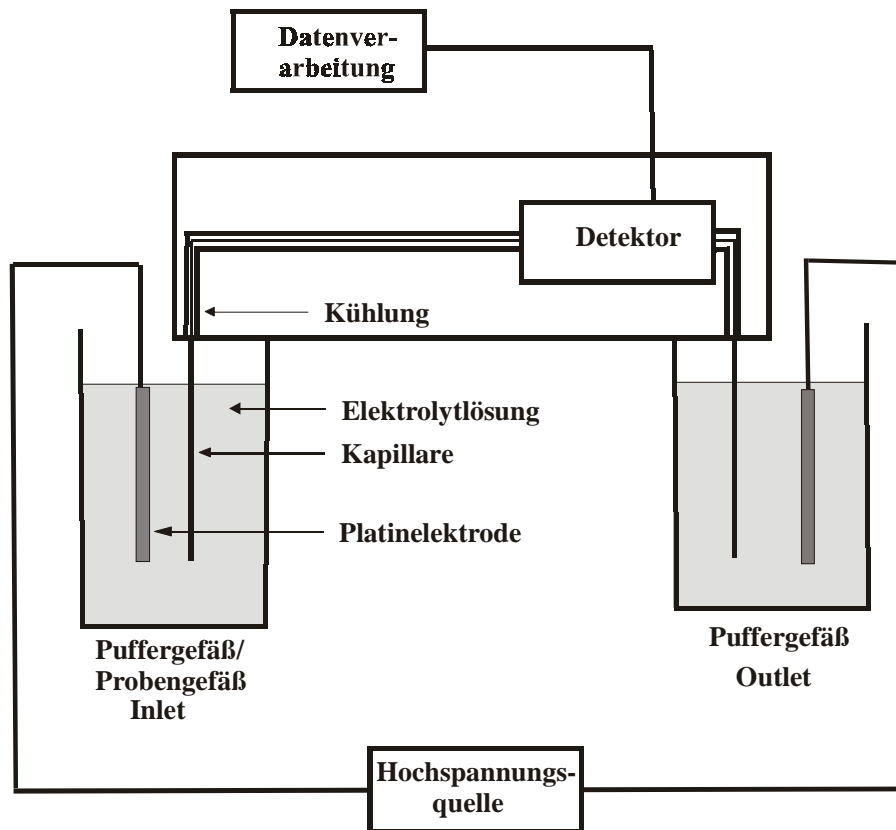 Datenver-
arbeitung
Detektor
Kühlung
Elektrolytlösung
Kapillare
Platinelektrode
Puffergefäß/
Probengefäß
Inlet
Puffergefäß
Outlet
Hochspannungs-
quelle